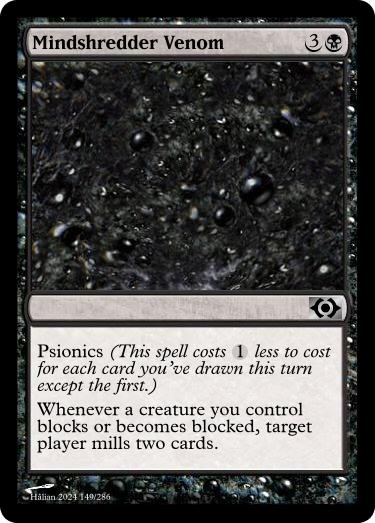 Mindshredder Venom 3
Psionics (This spell costs 1 less to cost
for each card you've drawn this turn
except the first.)
Whenever a creature you control
blocks or becomes blocked, target
player mills two cards.
Hálian 2024 149/286